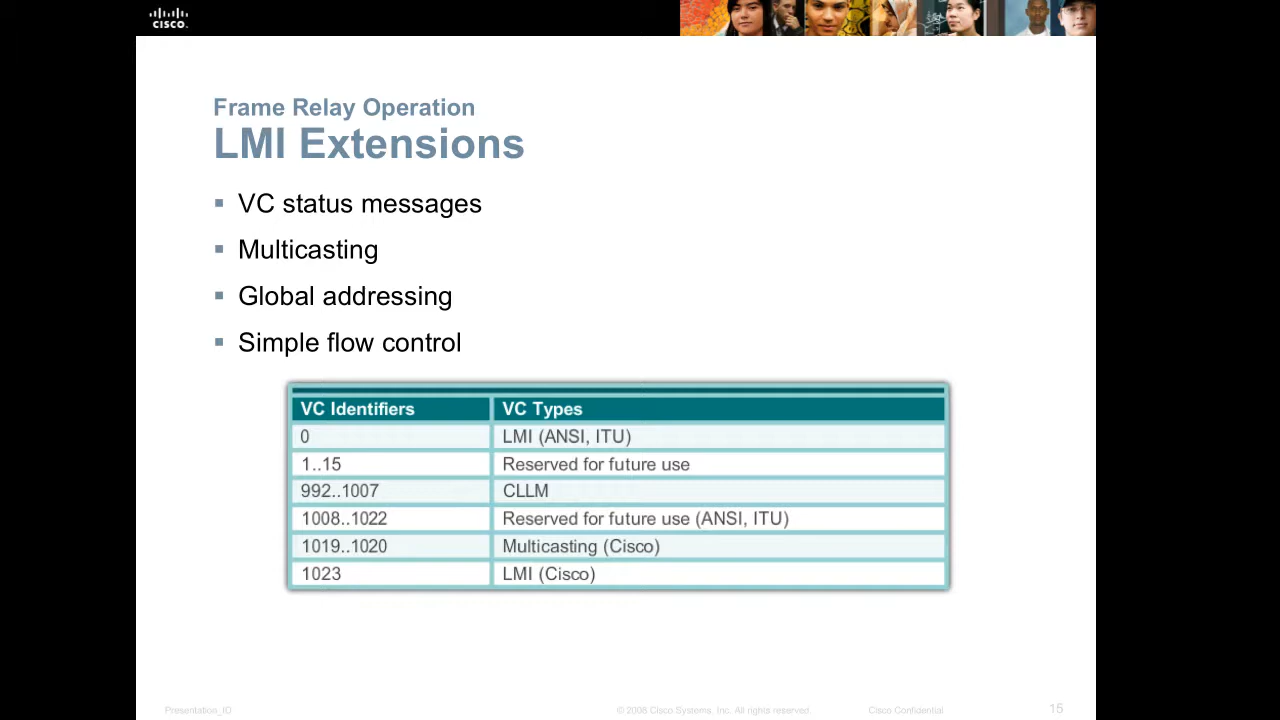 CISCO
Frame Relay Operation
LMI Extensions
VC status messages
Multicasting
Global addressing
Simple flow control
VC Identifiers VC Types
0 LMI (ANSI, ITU)
1..15 Reserved for future use
992..1007 CLLM
1008..1022 Reserved for future use (ANSI, ITU)
1019..1020 Multicasting (Cisco)
1023 LMI (Cisco)
Presentation_ID © 2008 Cisco Systems, Inc. All rights reserved. Cisco Confidential 15